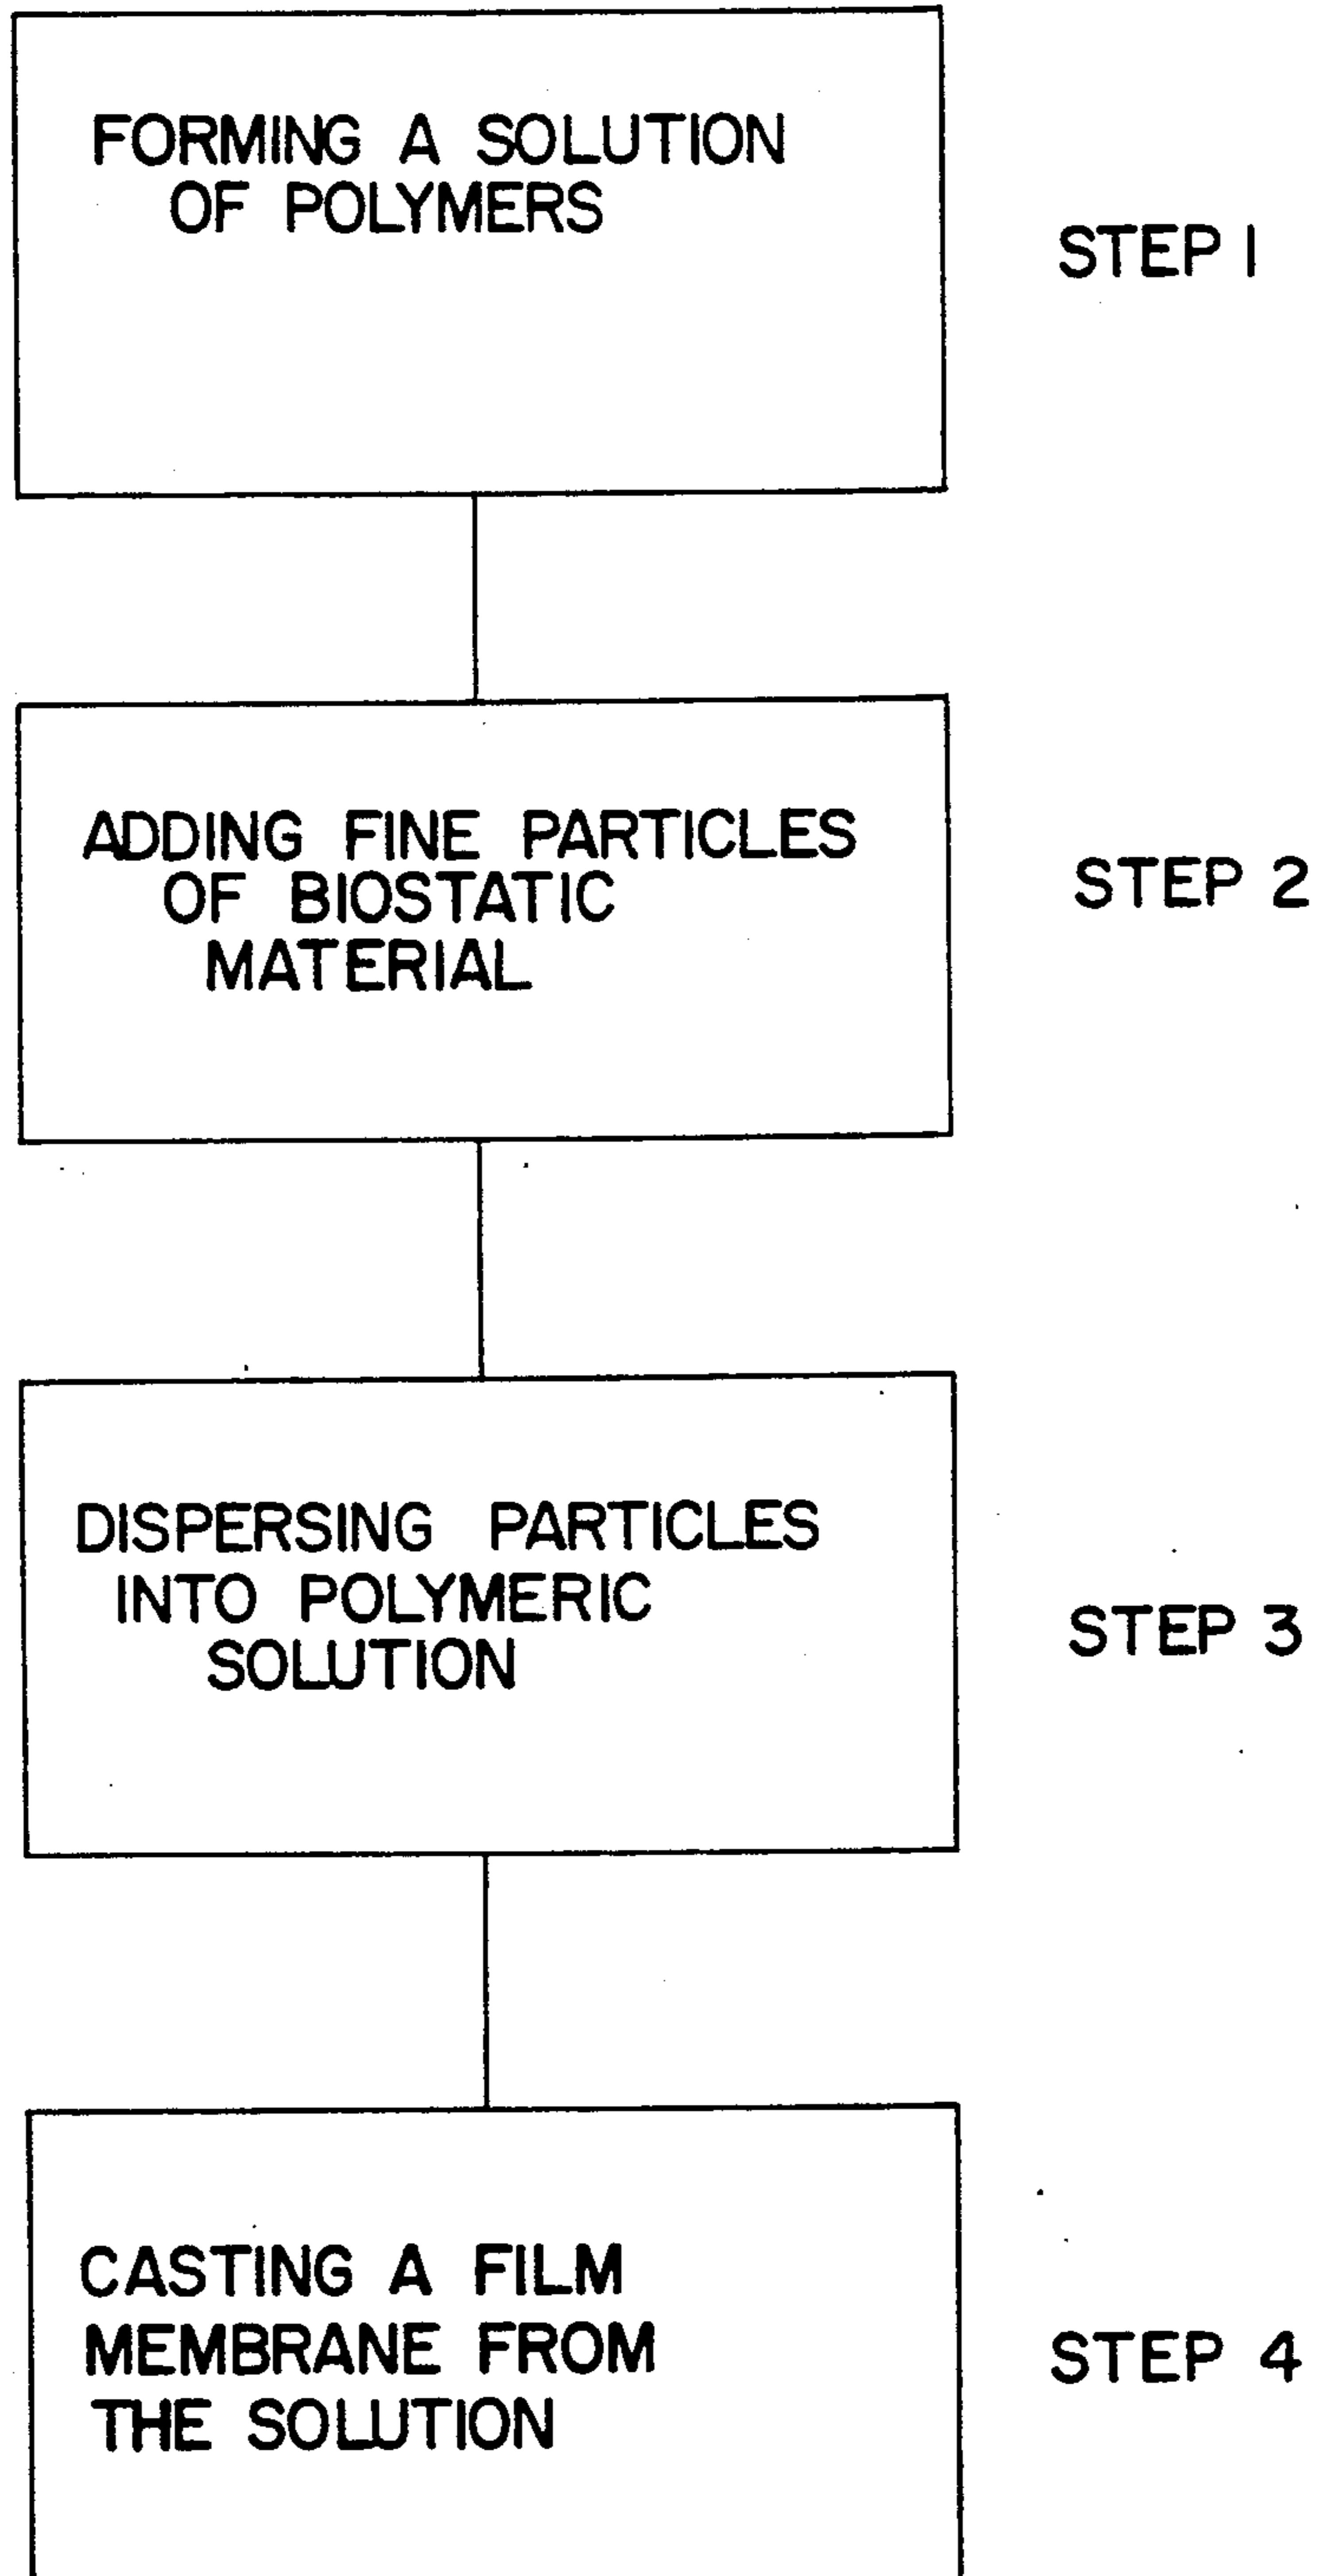 FORMING A SOLUTION
OF POLYMERS
STEP 1
ADDING FINE PARTICLES
OF BIOSTATIC
MATERIAL
STEP 2
DISPERSING PARTICLES
INTO POLYMERIC
SOLUTION
STEP 3
CASTING A FILM
MEMBRANE FROM
THE SOLUTION
STEP 4